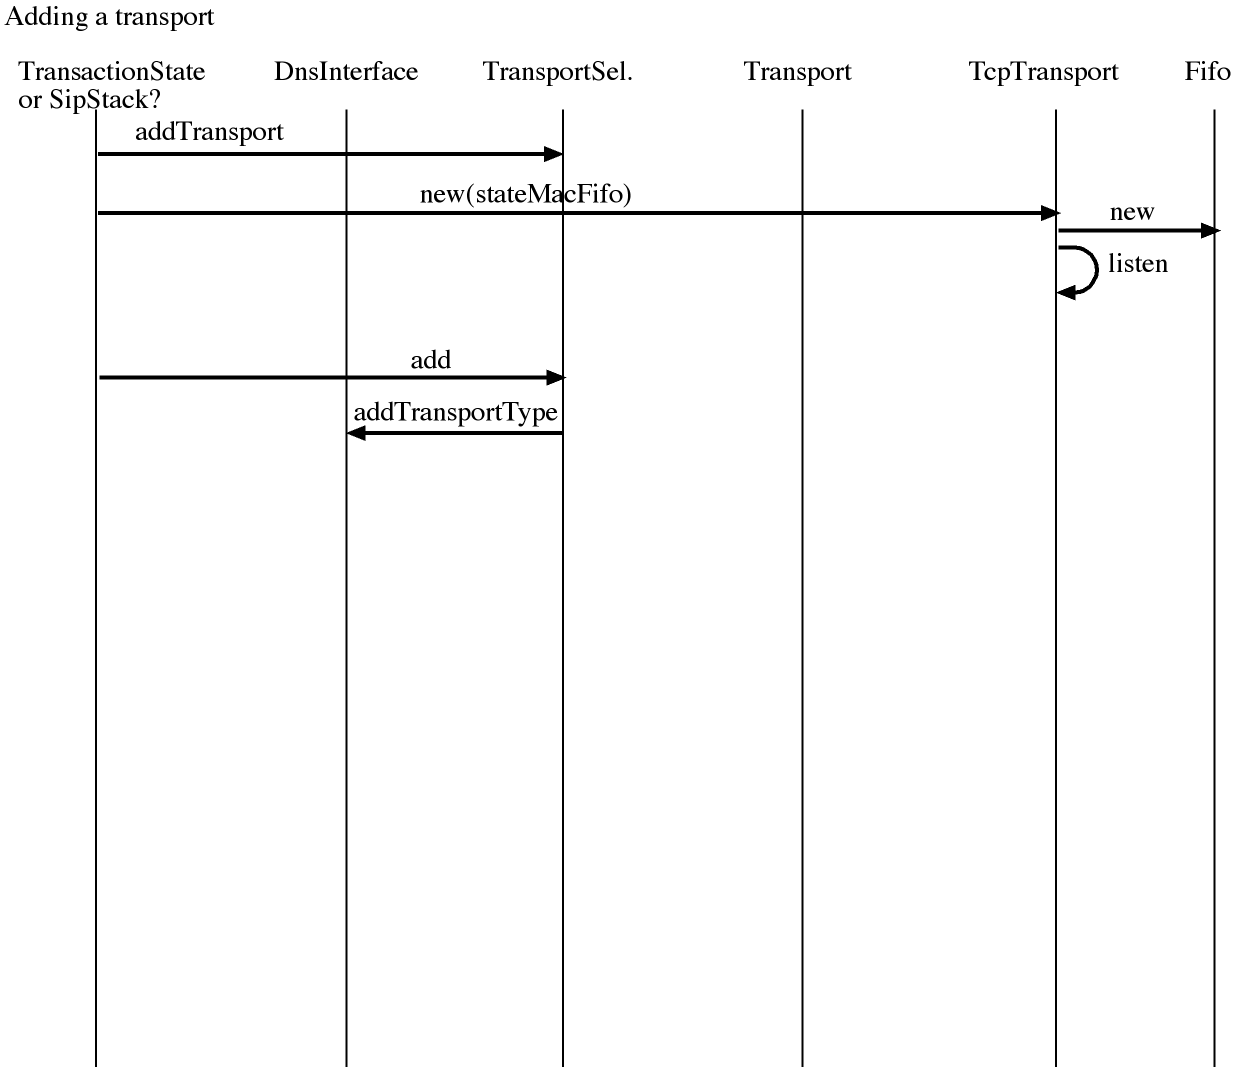 Adding a transport
TransactionState
or SipStack?
DnsInterface
TransportSel.
Transport
TcpTransport
Fifo
addTransport
new(stateMacFifo)
new
listen
add
addTransportType